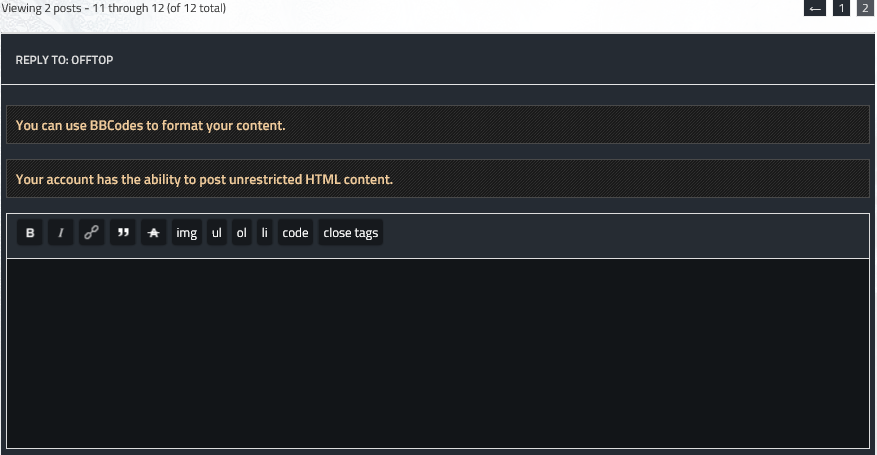 Viewing 2 posts - 11 through 12 (of 12 total)
← 1 2
REPLY TO: OFFTOP
You can use BBCodes to format your content.
Your account has the ability to post unrestricted HTML content.
B I ” A img ul ol li code close tags